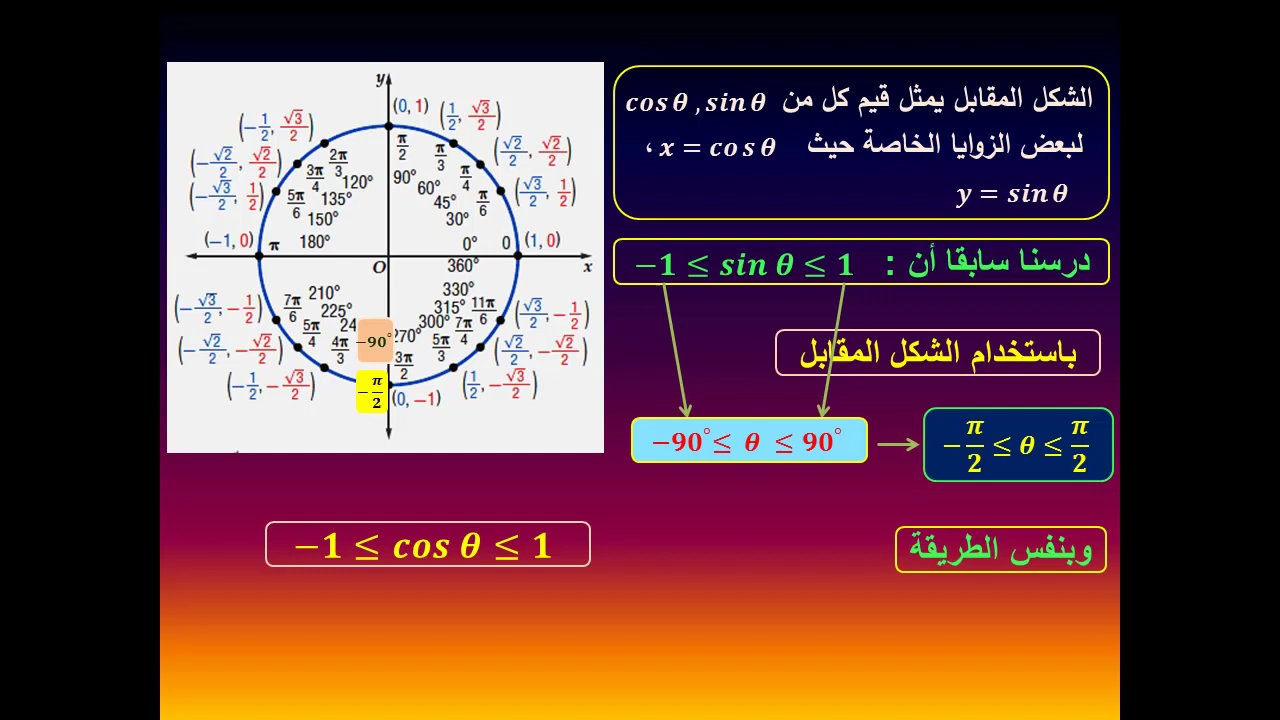 الشكل المقابل يمثل قيم كل من cos θ , sin θ
لبعض الزوايا الخاصة حيث x = cos θ ،
y = sin θ
درسنا سابقا أن : −1 ≤ sin θ ≤ 1
باستخدام الشكل المقابل
−90° ≤ θ ≤ 90°
−π/2 ≤ θ ≤ π/2
وبنفس الطريقة
−1 ≤ cos θ ≤ 1
y
(0, 1)
(1/2, √3/2)
(√2/2, √2/2)
(√3/2, 1/2)
(1, 0)
(−1/2, √3/2)
(−√2/2, √2/2)
(−√3/2, 1/2)
(−1, 0)
π/2
π/3
π/4
π/6
0
2π/3
3π/4
5π/6
π
90°
60°
45°
30°
0°
360°
120°
135°
150°
180°
O
x
210°
225°
24
−90°
270°
300°
315°
330°
7π/6
5π/4
4π/3
−π/2
3π/2
5π/3
7π/4
11π/6
(−√3/2, −1/2)
(−√2/2, −√2/2)
(−1/2, −√3/2)
(0, −1)
(1/2, −√3/2)
(√2/2, −√2/2)
(√3/2, −1/2)